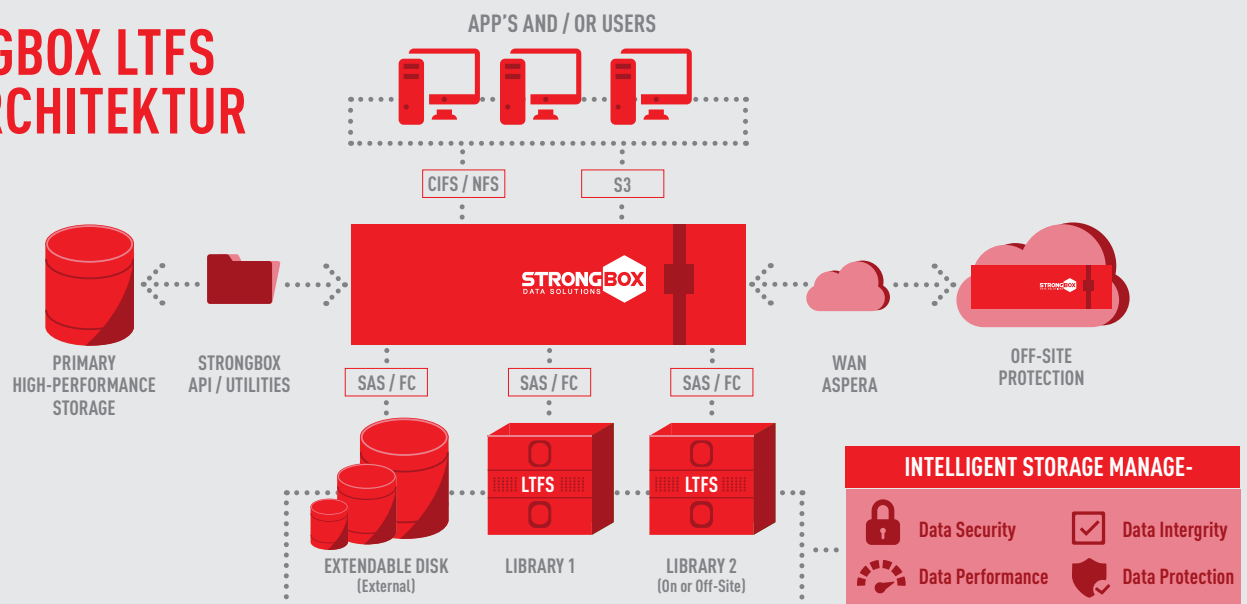 GBOX LTFS
RCHITEKTUR
APP'S AND / OR USERS
CIFS / NFS
S3
STRONGBOX
DATA SOLUTIONS
STRONGBOX
PRIMARY
HIGH-PERFORMANCE
STORAGE
STRONGBOX
API / UTILITIES
WAN
ASPERA
OFF-SITE
PROTECTION
SAS / FC
SAS / FC
SAS / FC
LTFS
LTFS
EXTENDABLE DISK
(External)
LIBRARY 1
LIBRARY 2
(On or Off-Site)
INTELLIGENT STORAGE MANAGE-
Data Security
Data Intergrity
Data Performance
Data Protection